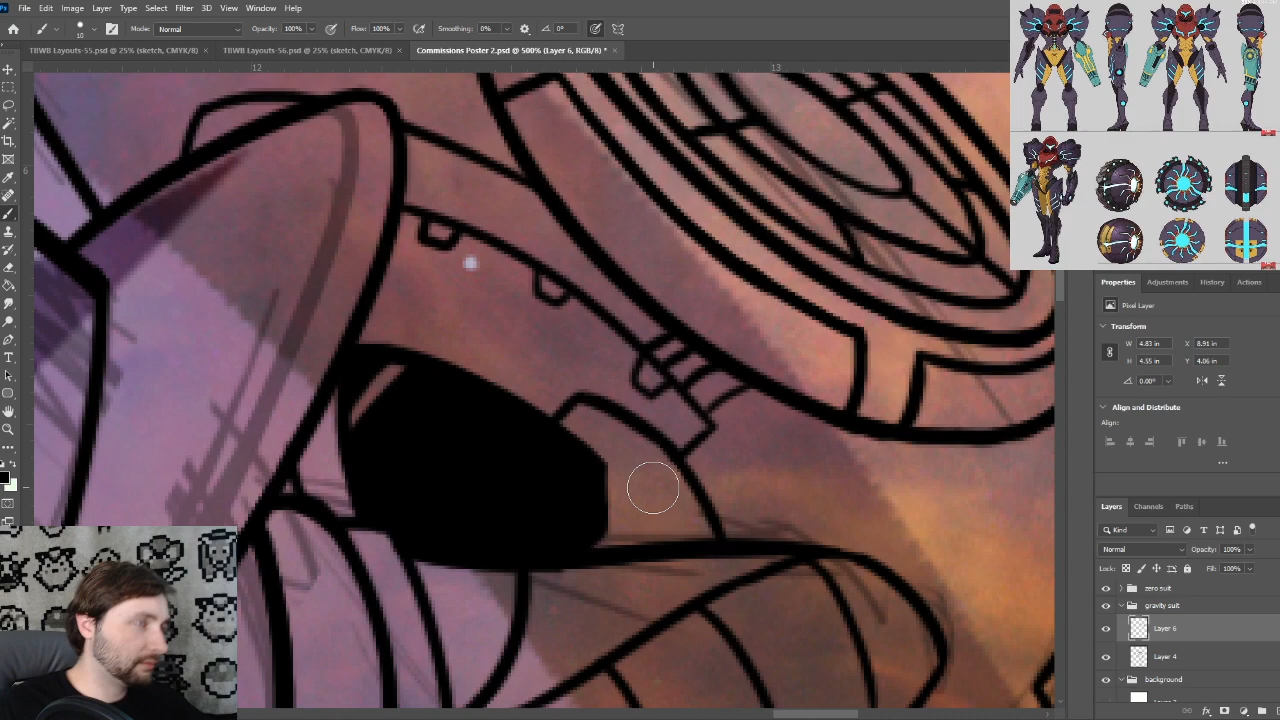 File Edit Image Layer Type Select Filter 3D View Window Help
10 Mode: Normal Opacity: 100% Flow: 100% Smoothing: 0% 0°
TBWB Layouts-55.psd @ 25% (sketch, CMYK/8) × TBWB Layouts-56.psd @ 25% (sketch, CMYK/8) × Commissions Poster 2.psd @ 500% (Layer 6, RGB/8) * ×
12 13
6
Properties Adjustments History Actions
Pixel Layer
Transform
W 4.83 in X 8.91 in
H 4.55 in Y 4.06 in
0.00°
Align and Distribute
Align:
Layers Channels Paths
Kind
Normal Opacity: 100%
Lock: Fill: 100%
zero suit
gravity suit
Layer 6
Layer 4
background